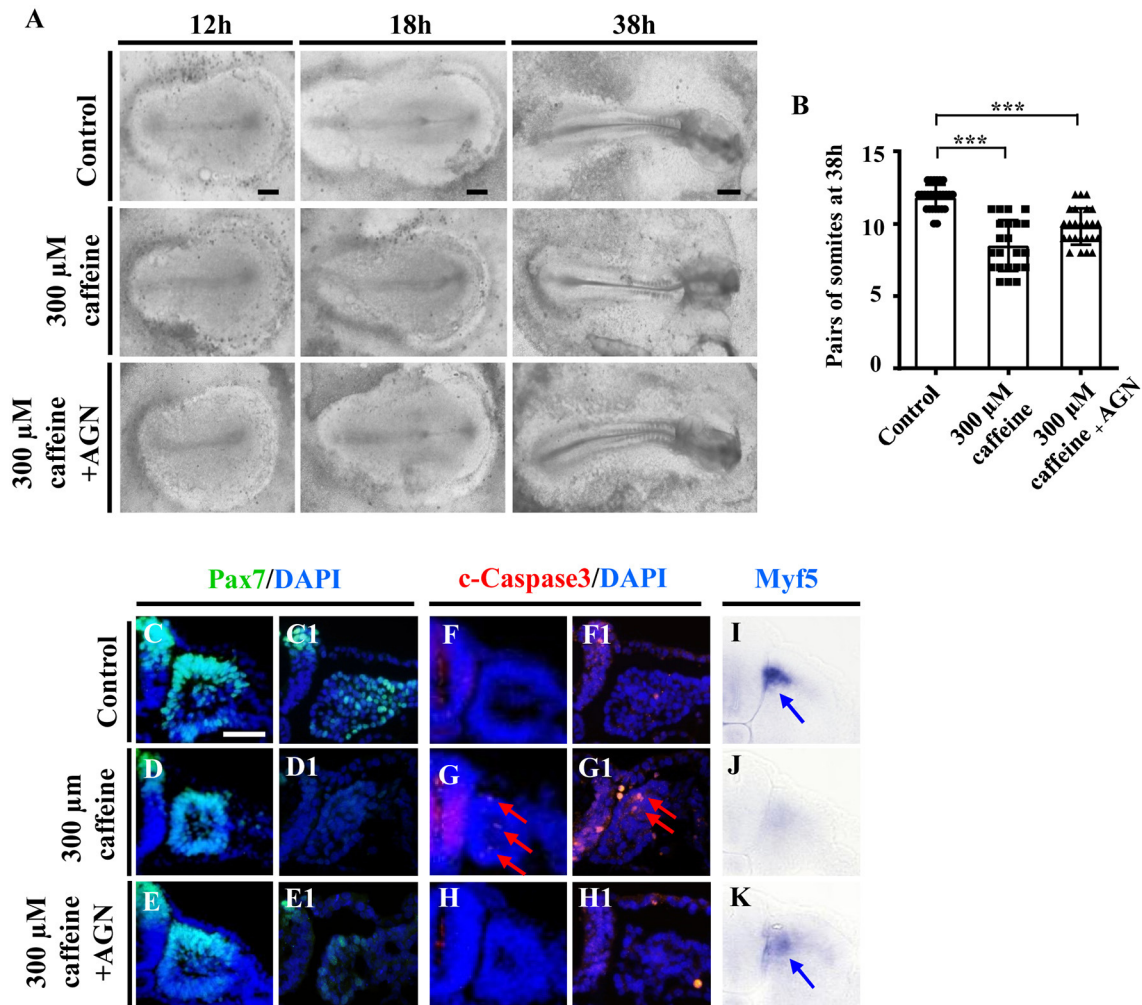 A
12h
18h
38h
Control
300 µM
caffeine
300 µM
caffeine
+AGN
B
***
***
Pairs of somites at 38h
15
10
5
0
Control
300 µM
caffeine
300 µM
caffeine +AGN
Pax7/DAPI
c-Caspase3/DAPI
Myf5
Control
C
C1
F
F1
I
300 µm
caffeine
D
D1
G
G1
J
300 µM
caffeine
+AGN
E
E1
H
H1
K